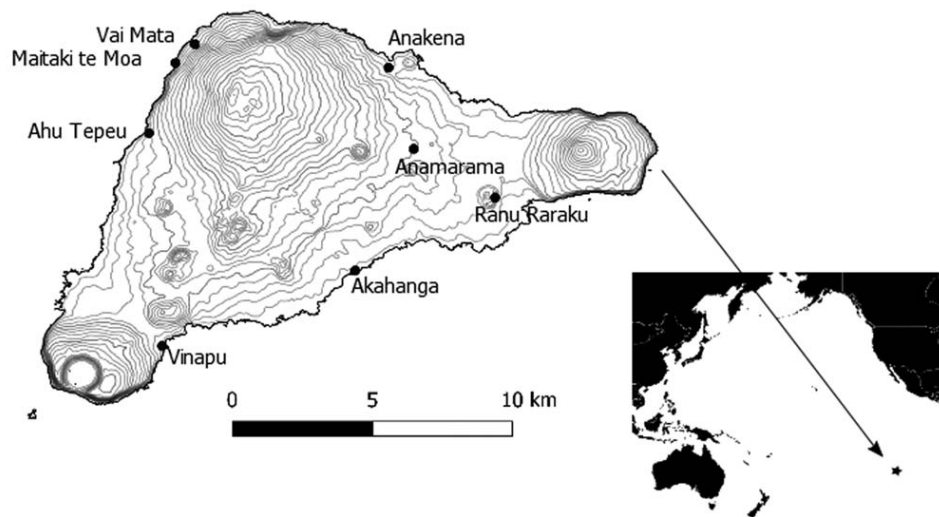 Vai Mata
Maitaki te Moa
Anakena
Ahu Tepeu
Anamarama
Ranu Raraku
Akahanga
Vinapu
0 5 10 km